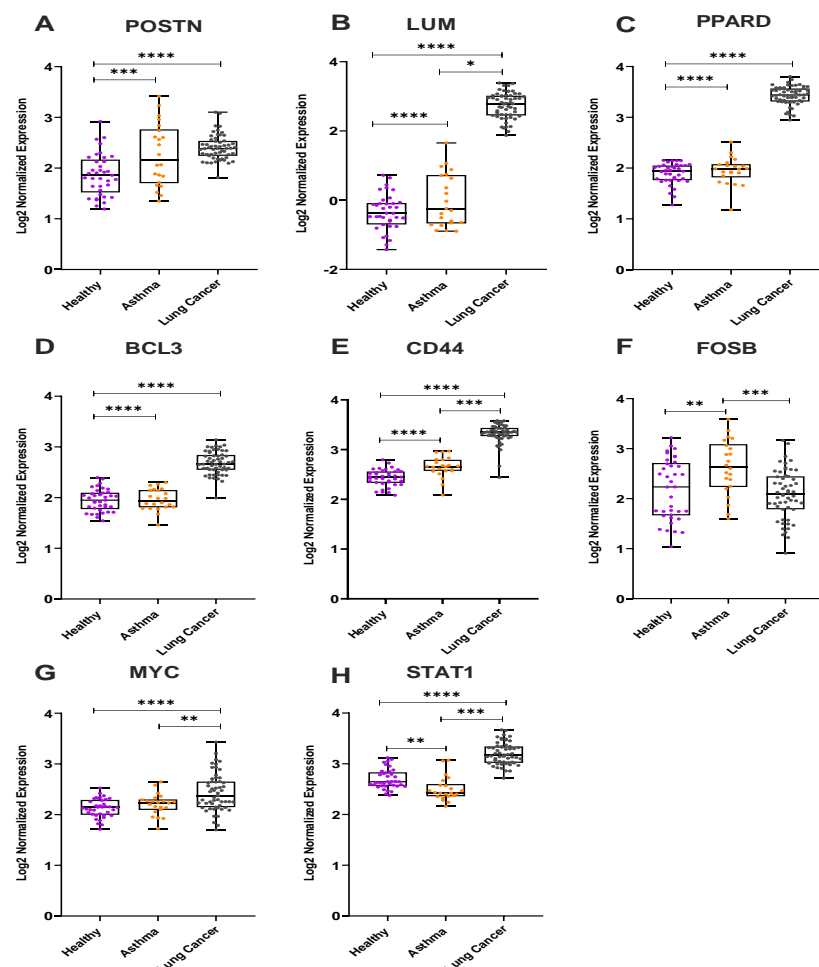 A POSTN
Log2 Normalized Expression
4
3
2
1
0
****
***
Healthy
Asthma
Lung Cancer
B LUM
Log2 Normalized Expression
4
2
0
-2
****
*
****
Healthy
Asthma
Lung Cancer
C PPARD
Log2 Normalized Expression
4
3
2
1
0
****
****
Healthy
Asthma
Lung Cancer
D BCL3
Log2 Normalized Expression
4
3
2
1
0
****
****
Healthy
Asthma
Lung Cancer
E CD44
Log2 Normalized Expression
4
3
2
1
0
****
***
****
Healthy
Asthma
Lung Cancer
F FOSB
Log2 Normalized Expression
4
3
2
1
0
**
***
Healthy
Asthma
Lung Cancer
G MYC
Log2 Normalized Expression
4
3
2
1
0
****
**
Healthy
Asthma
Lung Cancer
H STAT1
Log2 Normalized Expression
4
3
2
1
0
****
***
**
Healthy
Asthma
Lung Cancer